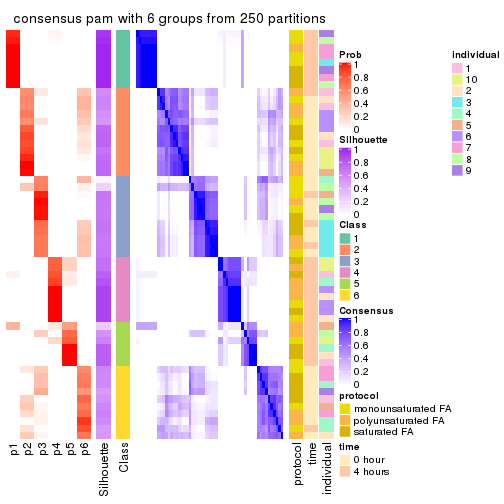 consensus pam with 6 groups from 250 partitions
p1
p2
p3
p4
p5
p6
Silhouette
Class
protocol
time
individual
Prob
1
0.8
0.6
0.4
0.2
0
Silhouette
1
0.8
0.6
0.4
0.2
0
Class
1
2
3
4
5
6
Consensus
1
0.8
0.6
0.4
0.2
0
protocol
monounsaturated FA
polyunsaturated FA
saturated FA
time
0 hour
4 hours
individual
1
10
2
3
4
5
6
7
8
9